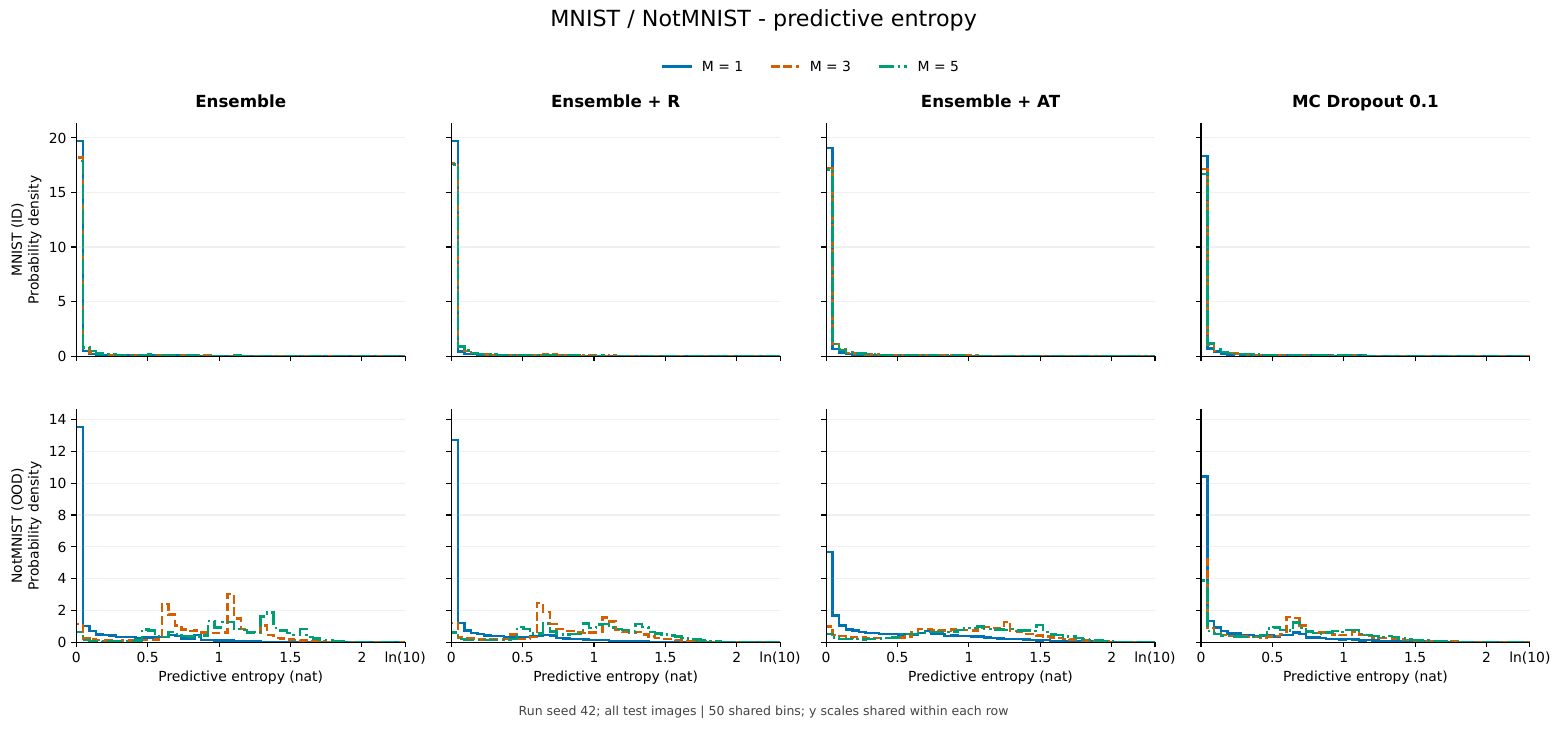 MNIST / NotMNIST - predictive entropy
M = 1 M = 3 M = 5
Ensemble Ensemble + R Ensemble + AT MC Dropout 0.1
MNIST (ID)
Probability density
20
15
10
5
0
NotMNIST (OOD)
Probability density
14
12
10
8
6
4
2
0
0 0.5 1 1.5 2 ln(10) 0 0.5 1 1.5 2 ln(10) 0 0.5 1 1.5 2 ln(10) 0 0.5 1 1.5 2 ln(10)
Predictive entropy (nat) Predictive entropy (nat) Predictive entropy (nat) Predictive entropy (nat)
Run seed 42; all test images | 50 shared bins; y scales shared within each row